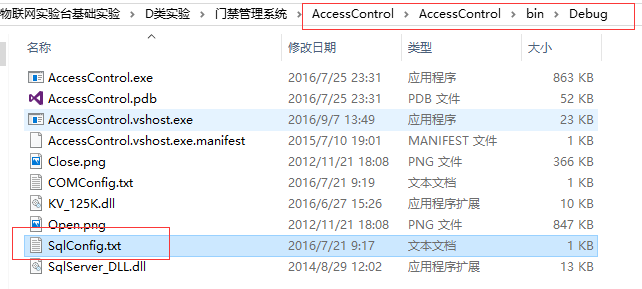 物联网实验台基础实验 > D类实验 > 门禁管理系统 > AccessControl > AccessControl > bin > Debug
名称 修改日期 类型 大小
AccessControl.exe 2016/7/25 23:31 应用程序 863 KB
AccessControl.pdb 2016/7/25 23:31 PDB 文件 52 KB
AccessControl.vshost.exe 2016/9/7 13:49 应用程序 23 KB
AccessControl.vshost.exe.manifest 2015/7/10 19:01 MANIFEST 文件 1 KB
Close.png 2012/11/21 18:08 PNG 文件 366 KB
COMConfig.txt 2016/7/21 9:19 文本文档 1 KB
KV_125K.dll 2016/6/27 15:26 应用程序扩展 10 KB
Open.png 2012/11/21 18:08 PNG 文件 847 KB
SqlConfig.txt 2016/7/21 9:17 文本文档 1 KB
SqlServer_DLL.dll 2014/8/29 12:02 应用程序扩展 13 KB